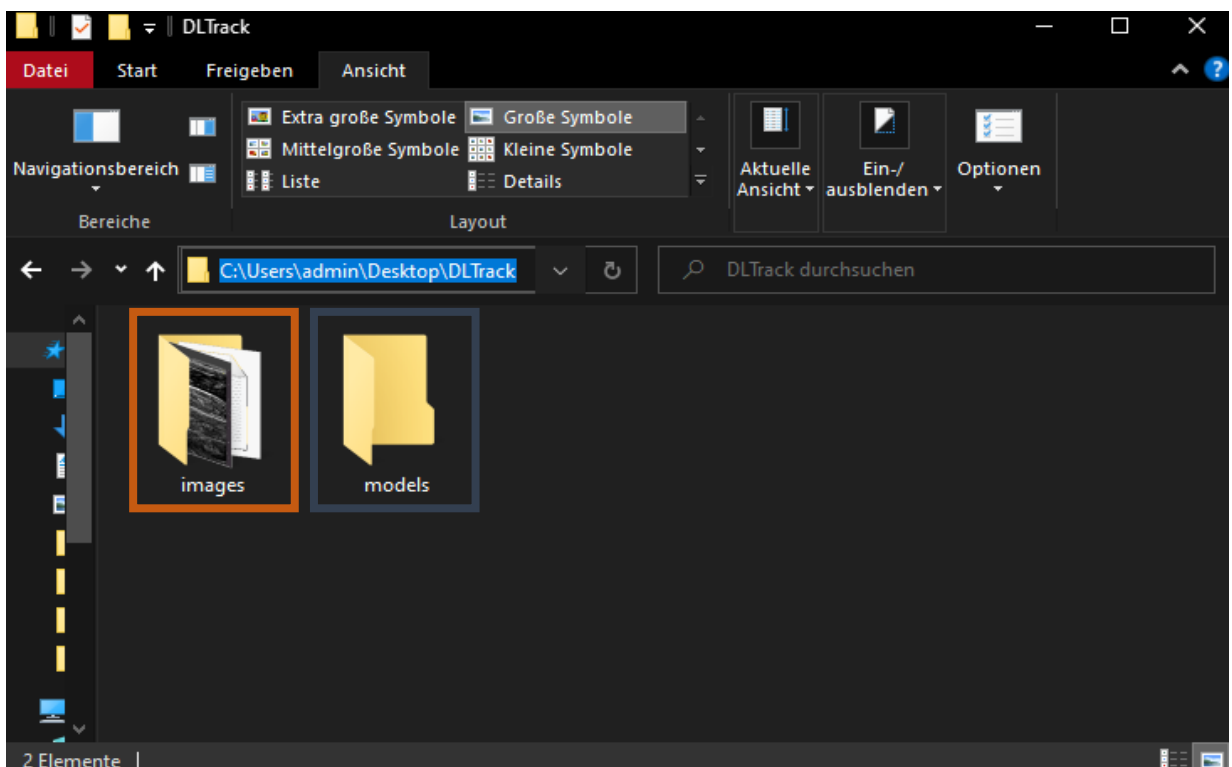 DLTrack
Datei Start Freigeben Ansicht
Extra große Symbole Große Symbole
Mittelgroße Symbole Kleine Symbole
Liste Details
Navigationsbereich
Aktuelle Ansicht
Ein-/ausblenden
Optionen
Bereiche Layout
C:\Users\admin\Desktop\DLTrack
DLTrack durchsuchen
images models
2 Elemente